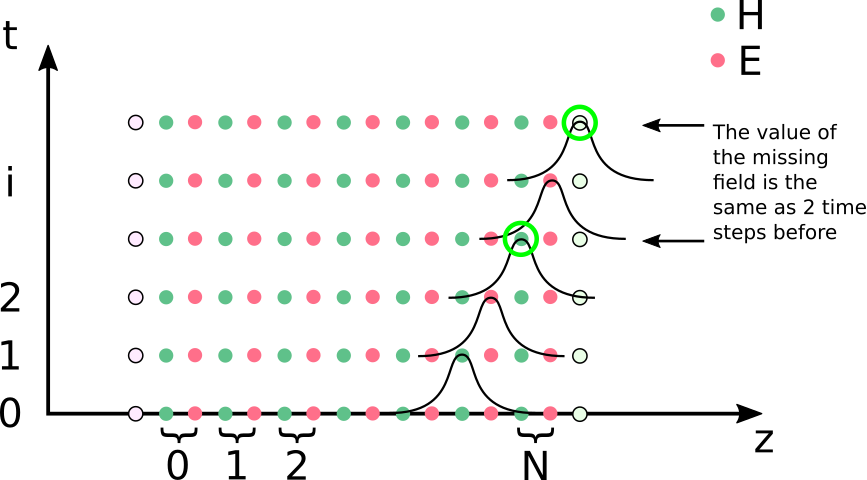 t
H
E
The value of
the missing
field is the
same as 2 time
steps before
i
2
1
0
z
0 1 2 N